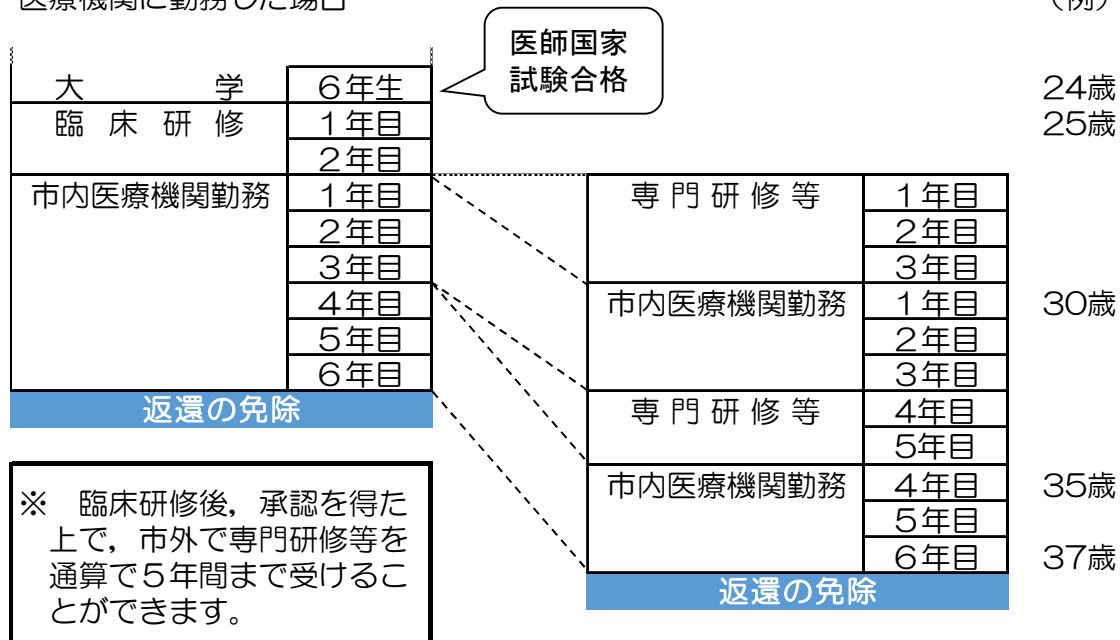 医療機関に勤務した場合
（例）
医師国家
試験合格
大　　学　６年生　24歳
臨 床 研 修　１年目　25歳
２年目
市内医療機関勤務　１年目　専 門 研 修 等　１年目
２年目　２年目
３年目　３年目
４年目　市内医療機関勤務　１年目　30歳
５年目　２年目
６年目　３年目
返還の免除　専 門 研 修 等　４年目
５年目
市内医療機関勤務　４年目　35歳
５年目
６年目　37歳
返還の免除
※　臨床研修後，承認を得た
上で，市外で専門研修等を
通算で５年間まで受けるこ
とができます。